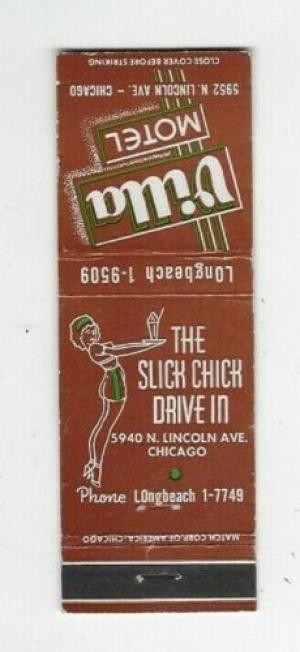 CLOSE COVER BEFORE STRIKING
5952 N. LINCOLN AVE. - CHICAGO
MOTEL
Villa
LOngbeach 1-9509
THE
SLICK CHICK
DRIVE IN
5940 N. LINCOLN AVE.
CHICAGO
Phone LOngbeach 1-7749
MATCH CORP. OF AMERICA, CHICAGO